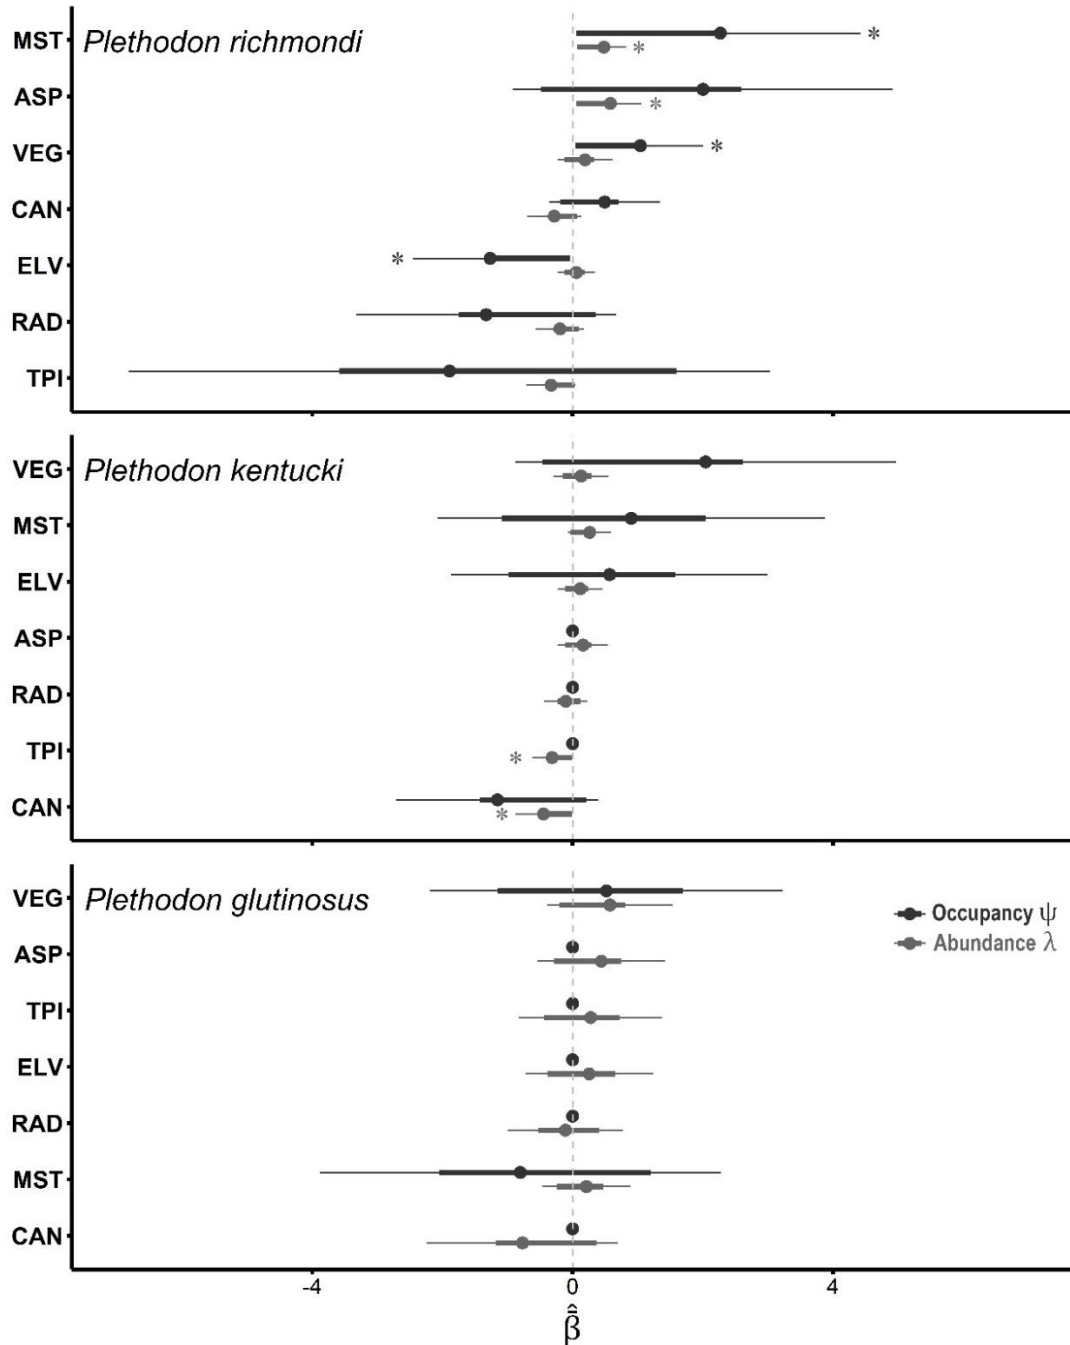 Plethodon richmondi
MST
*
*
ASP
*
VEG
*
CAN
ELV
*
RAD
TPI
Plethodon kentucki
VEG
MST
ELV
ASP
RAD
TPI
*
CAN
*
Plethodon glutinosus
VEG
Occupancy ψ
Abundance λ
ASP
TPI
ELV
RAD
MST
CAN
-4 0 4
β̄̂